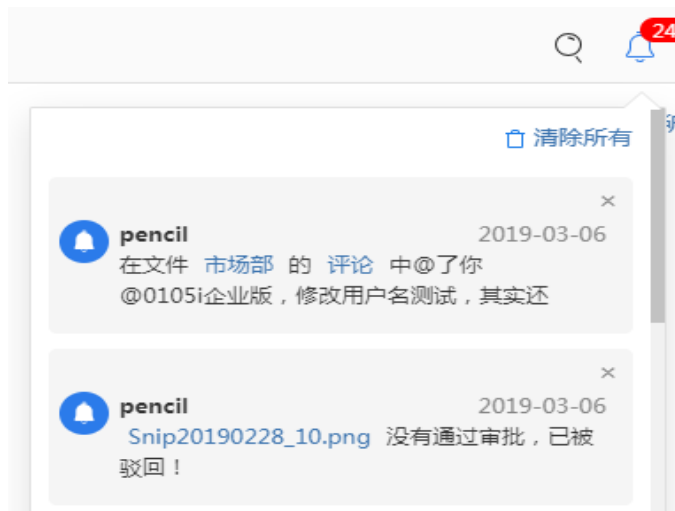 24
清除所有
×
pencil 2019-03-06
在文件 市场部 的 评论 中@了你
@0105i企业版，修改用户名测试，其实还
×
pencil 2019-03-06
Snip20190228_10.png 没有通过审批，已被
驳回！